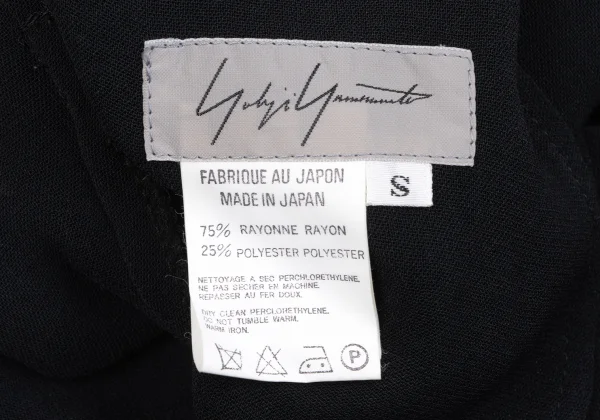 Yohji Yamamoto
S
FABRIQUE AU JAPON
MADE IN JAPAN
75% RAYONNE RAYON
25% POLYESTER POLYESTER
NETTOYAGE A SEC PERCHLORETHYLENE.
NE PAS SECHER EN MACHINE.
REPASSER AU FER DOUX.
DRY CLEAN PERCLORETHYLENE.
DO NOT TUMBLE WARM.
WARM IRON.
P